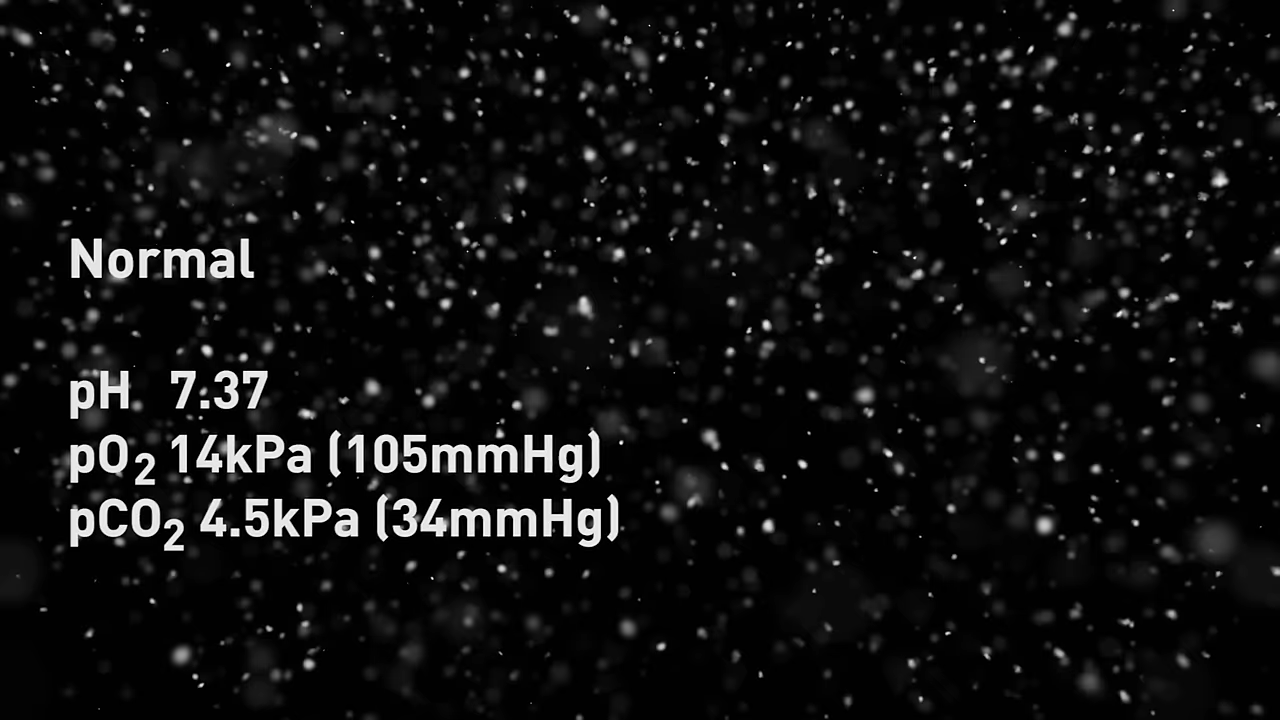 Normal
pH 7.37
pO₂ 14kPa (105mmHg)
pCO₂ 4.5kPa (34mmHg)